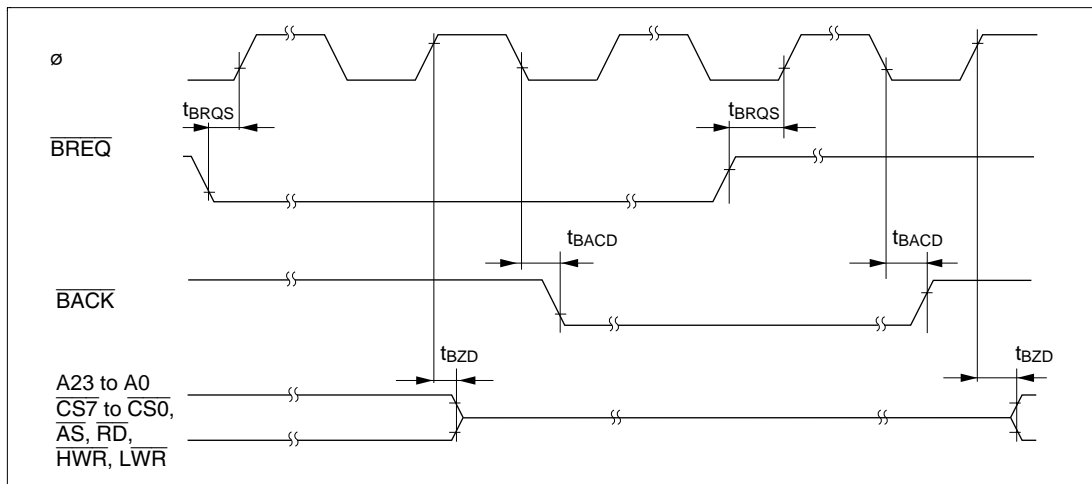 ø
tBRQS
tBRQS
BREQ
tBACD
tBACD
BACK
tBZD
tBZD
A23 to A0
CS7 to CS0,
AS, RD,
HWR, LWR